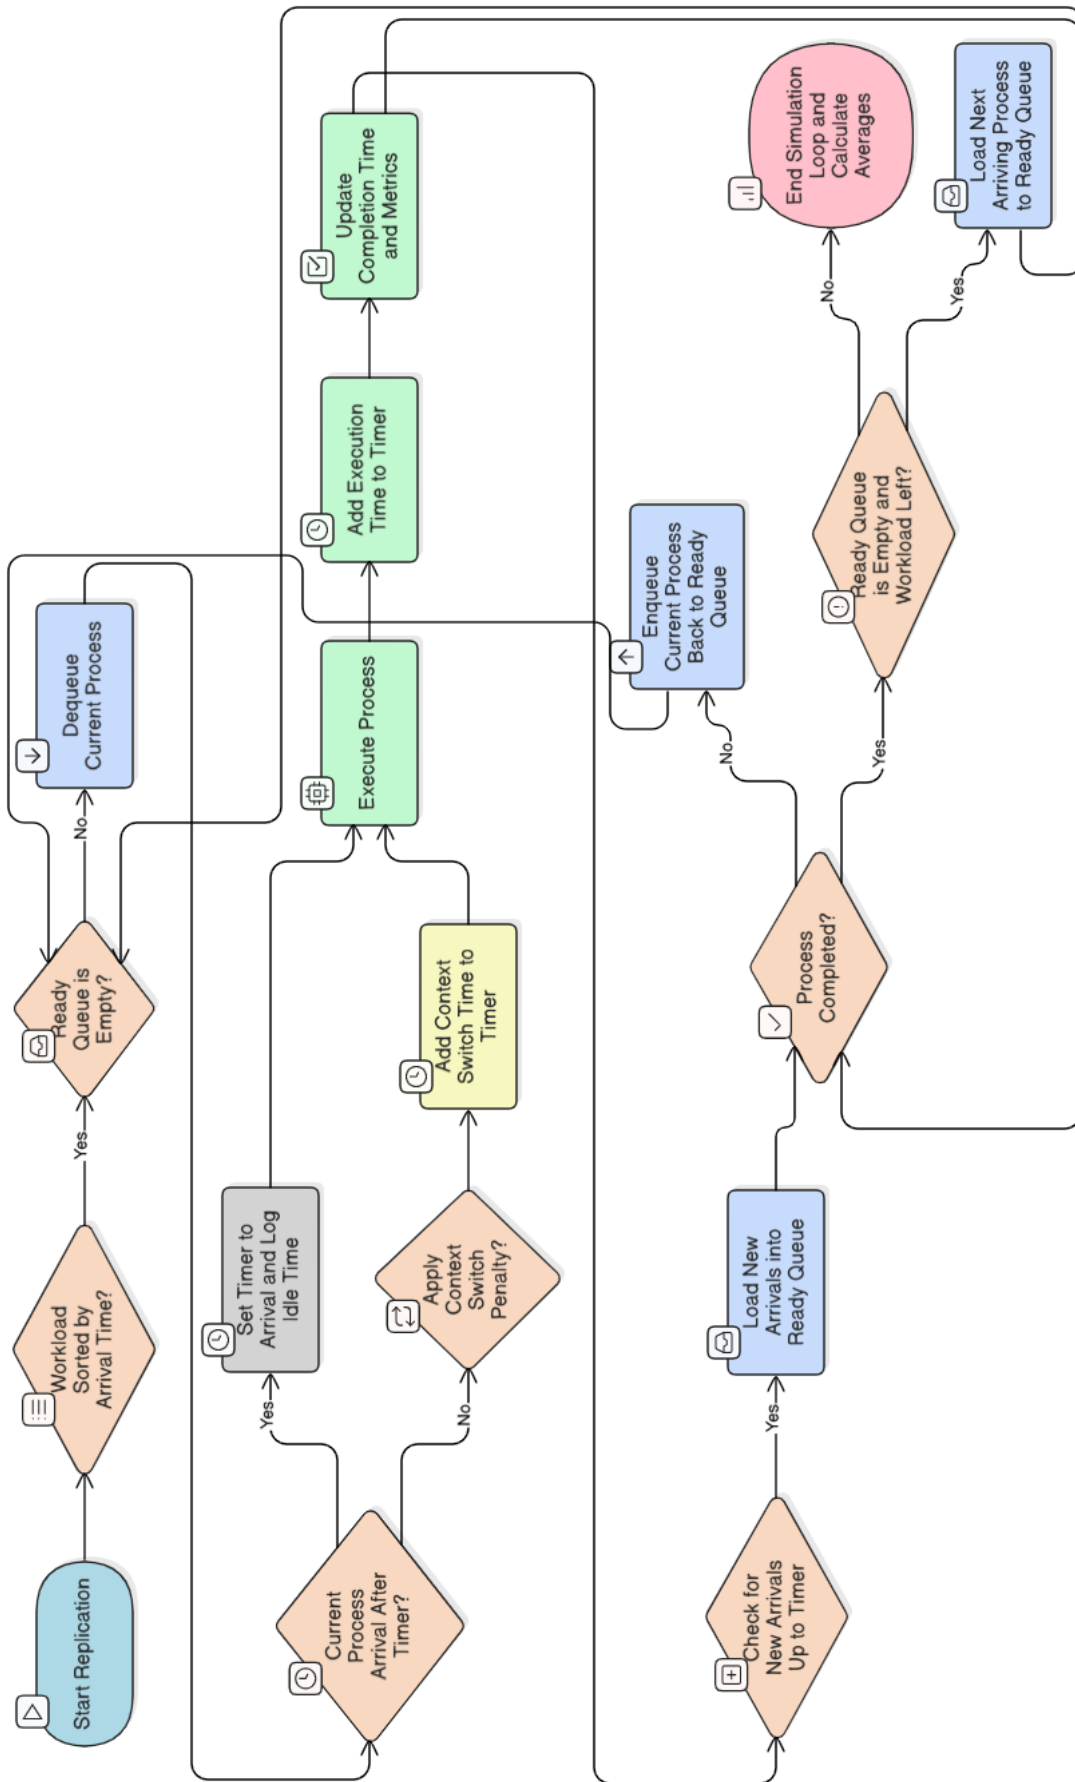 Start Replication
Workload
Sorted by
Arrival Time?
Yes
Ready
Queue is
Empty?
No
Dequeue
Current Process
Current
Process
Arrival After
Timer?
Yes
Set Timer to
Arrival and Log
Idle Time
No
Apply
Context
Switch
Penalty?
Add Context
Switch Time to
Timer
Execute Process
Add Execution
Time to Timer
Update
Completion Time
and Metrics
Check for
New Arrivals
Up to Timer
Yes
Load New
Arrivals into
Ready Queue
Process
Completed?
No
Enqueue
Current Process
Back to Ready
Queue
Yes
Ready Queue
is Empty and
Workload Left?
No
End Simulation
Loop and
Calculate
Averages
Yes
Load Next
Arriving Process
to Ready Queue